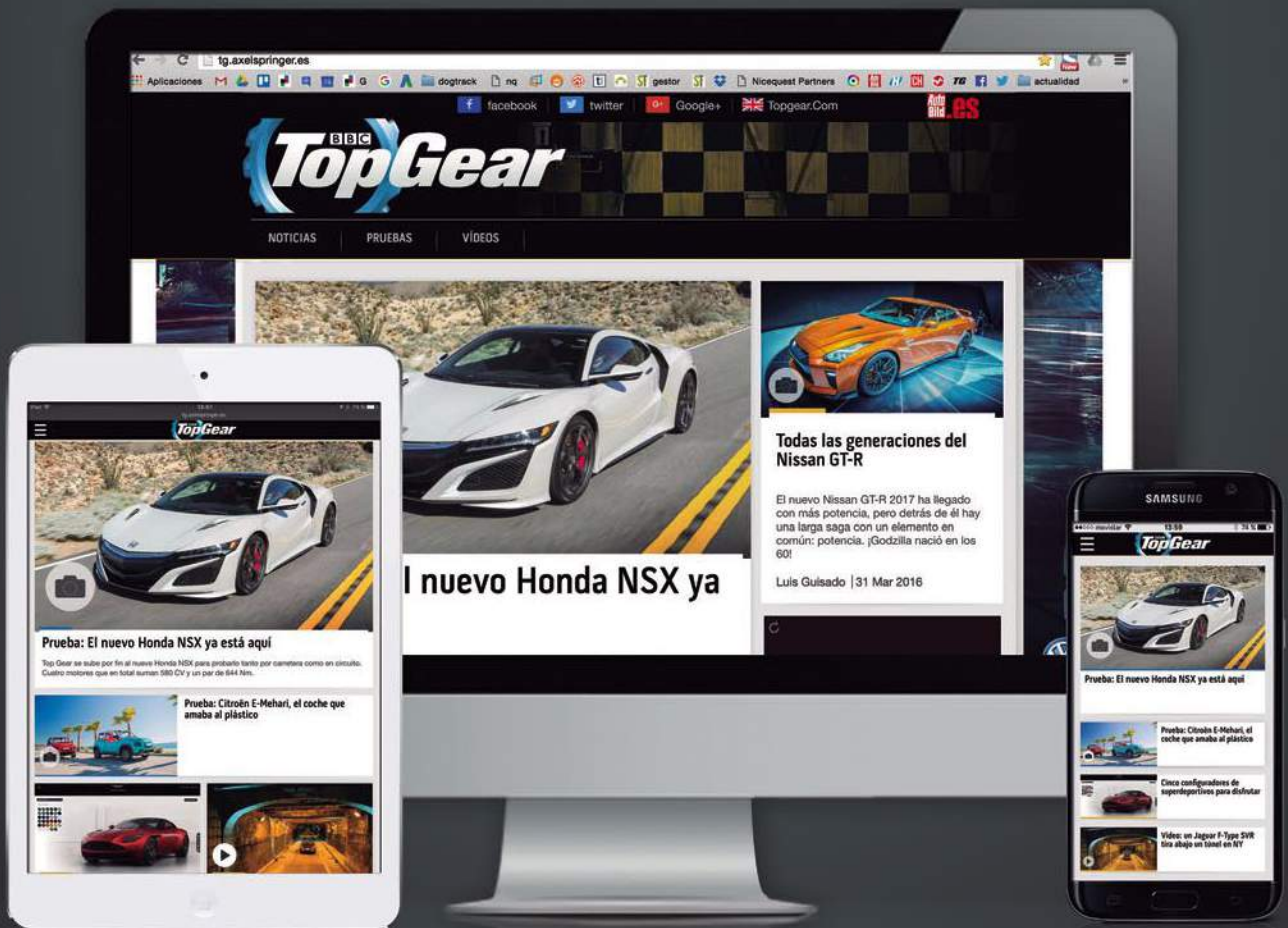 tg.axelspringer.es
Aplicaciones
G
dogtrack
nq
gestor
Nicequest Partners
TG
actualidad
facebook
twitter
Google+
Topgear.Com
Auto Bild.es
BBC
TopGear
NOTICIAS
PRUEBAS
VÍDEOS
Todas las generaciones del
Nissan GT-R
El nuevo Nissan GT-R 2017 ha llegado
con más potencia, pero detrás de él hay
una larga saga con un elemento en
común: potencia. ¡Godzilla nació en los
60!
Luis Guisado | 31 Mar 2016
l nuevo Honda NSX ya
TopGear
Prueba: El nuevo Honda NSX ya está aquí
Top Gear se sube por fin al nuevo Honda NSX para probarlo tanto por carretera como en circuito.
Cuatro motores que en total suman 580 CV y un par de 644 Nm.
Prueba: Citroën E-Mehari, el coche que
amaba al plástico
SAMSUNG
movistar
13:59
74 %
TopGear
Prueba: El nuevo Honda NSX ya está aquí
Prueba: Citroën E-Mehari, el
coche que amaba al plástico
Cinco configuradores de
superdeportivos para disfrutar
Vídeo: un Jaguar F-Type SVR
tira abajo un túnel en NY